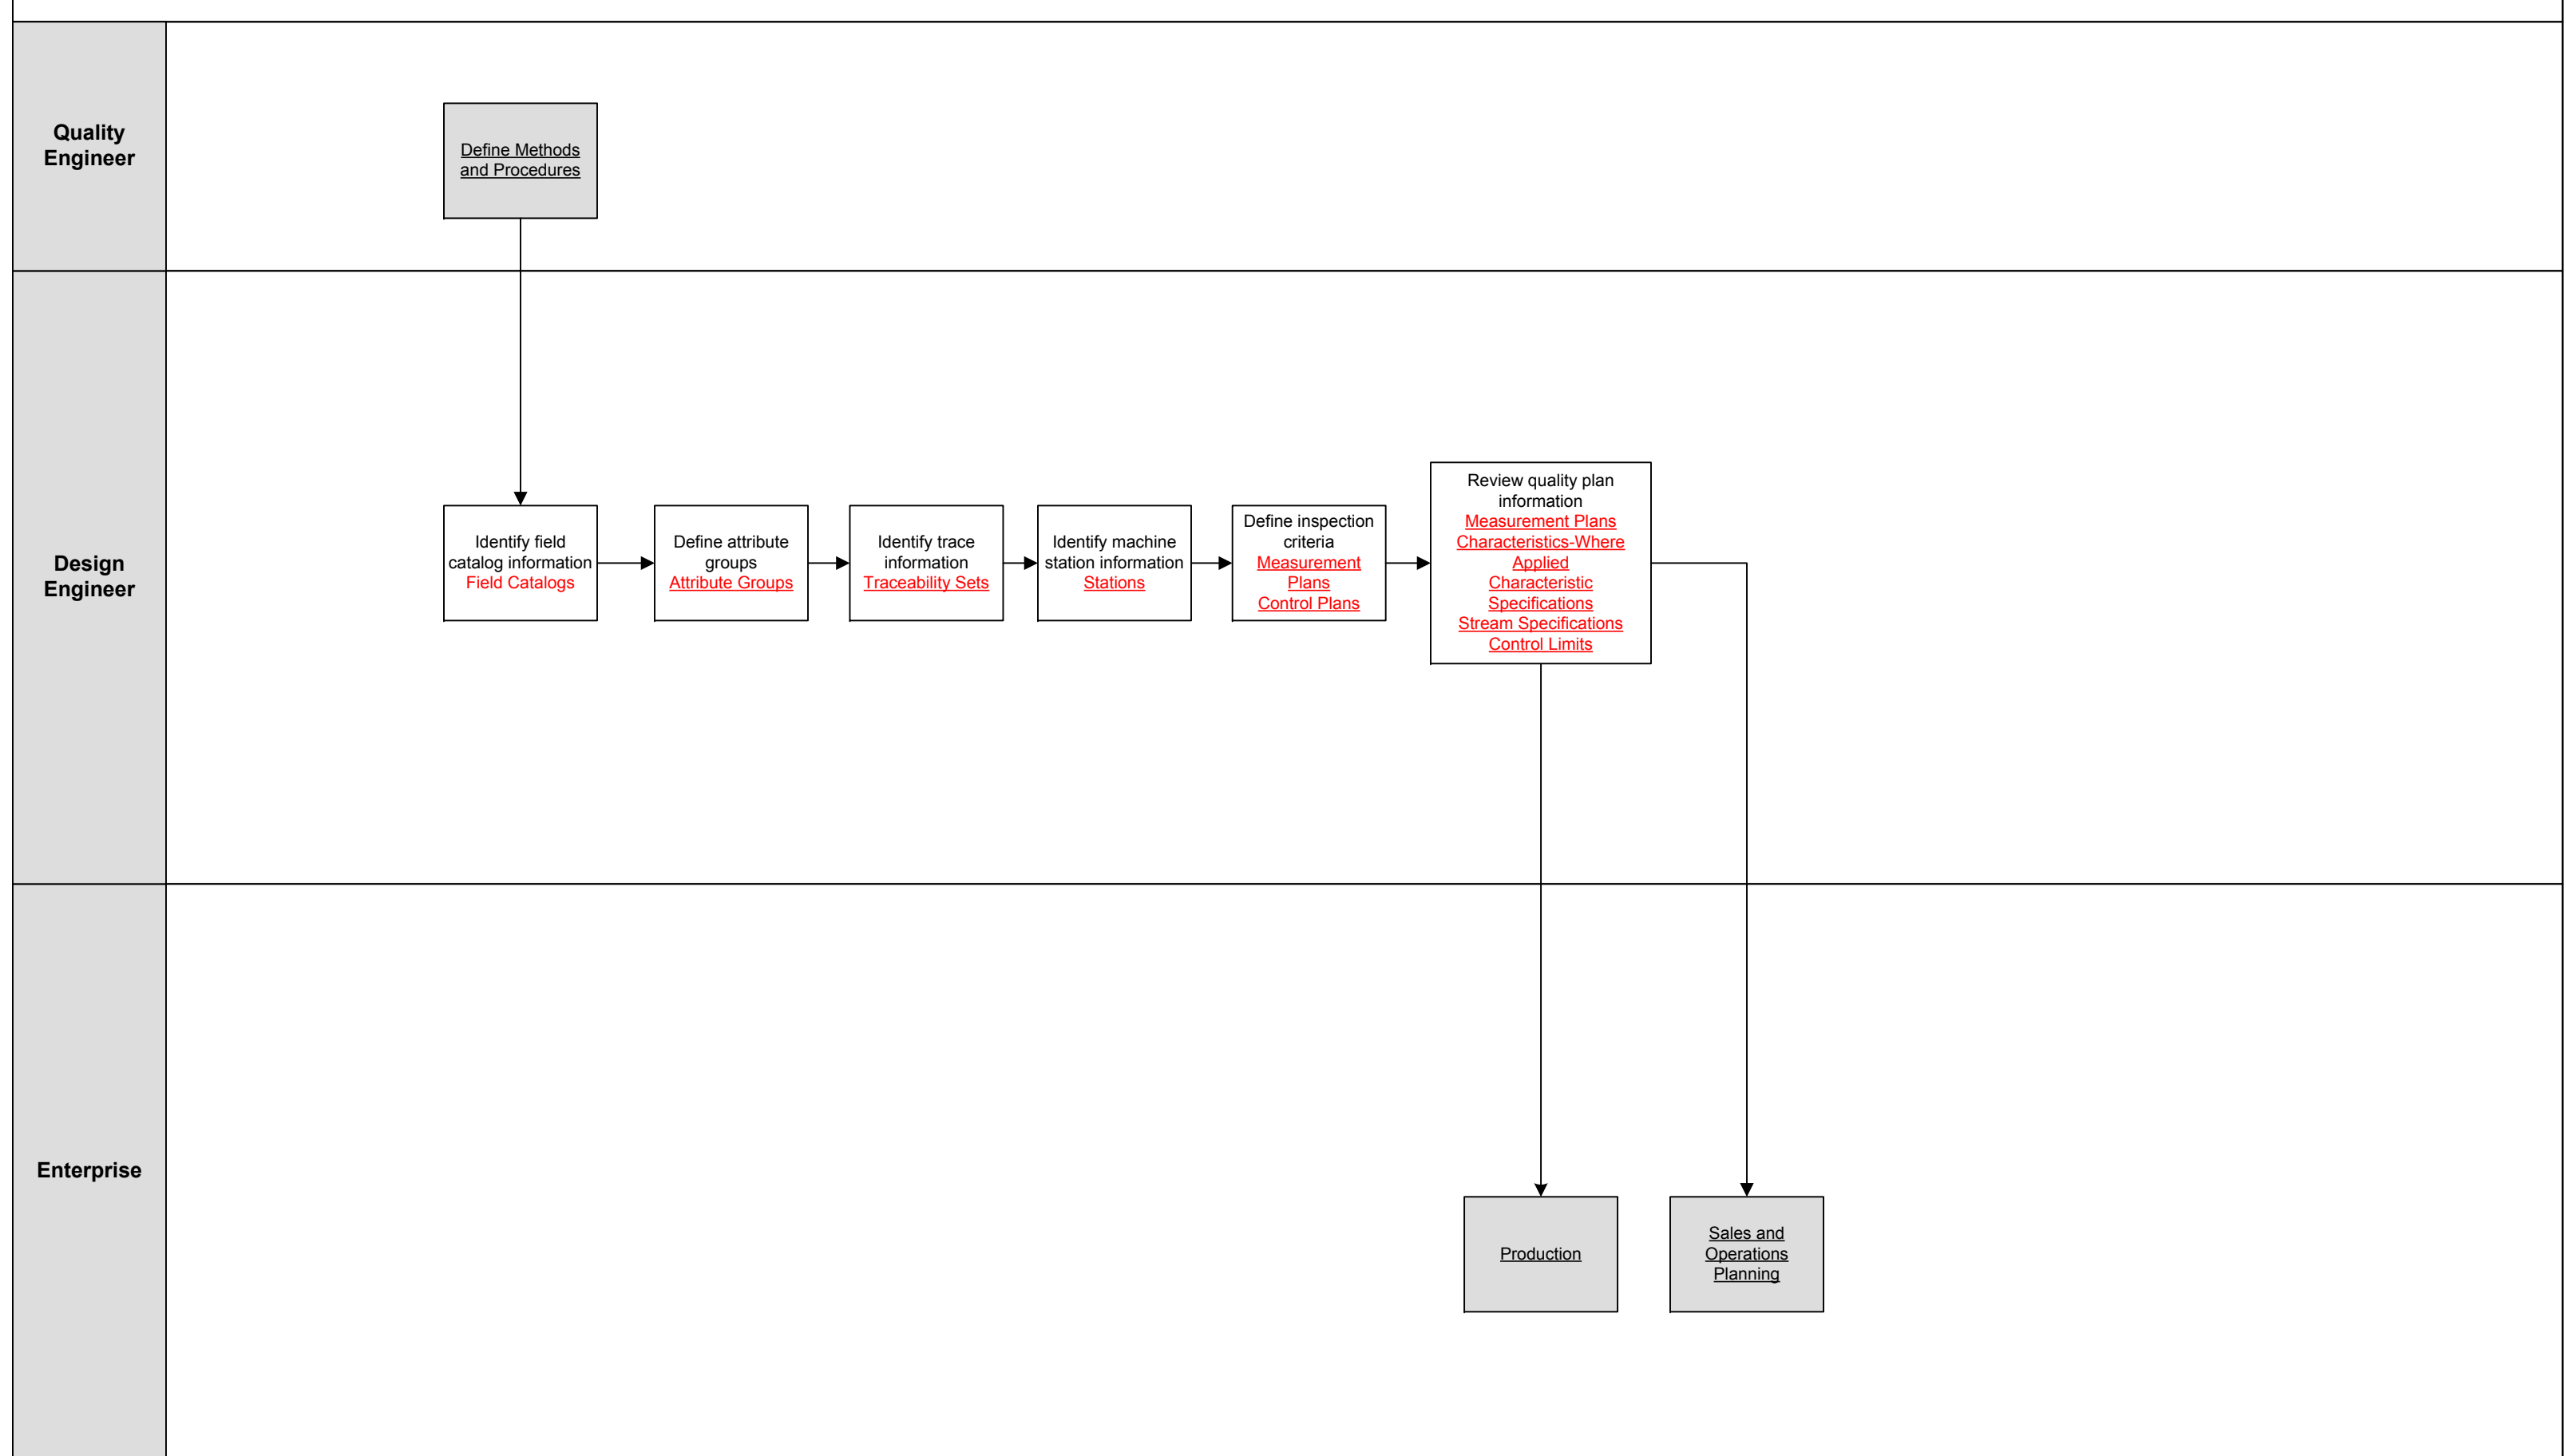 Quality
Engineer
Define Methods
and Procedures
Design
Engineer
Identify field
catalog information
Field Catalogs
Define attribute
groups
Attribute Groups
Identify trace
information
Traceability Sets
Identify machine
station information
Stations
Define inspection
criteria
Measurement
Plans
Control Plans
Review quality plan
information
Measurement Plans
Characteristics-Where
Applied
Characteristic
Specifications
Stream Specifications
Control Limits
Enterprise
Production
Sales and
Operations
Planning